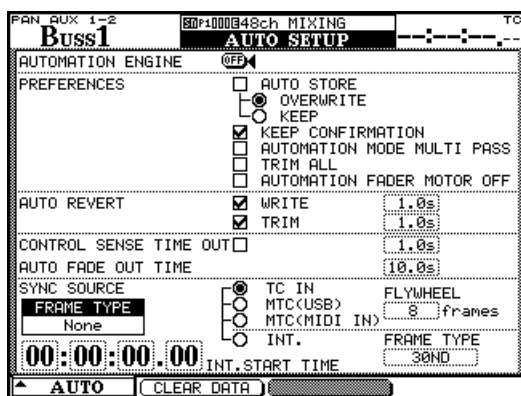 PAN AUX 1-2
Buss1
48ch MIXING
AUTO SETUP
TC
--:--:--.--
AUTOMATION ENGINE OFF
PREFERENCES
AUTO STORE
OVERWRITE
KEEP
KEEP CONFIRMATION
AUTOMATION MODE MULTI PASS
TRIM ALL
AUTOMATION FADER MOTOR OFF
AUTO REVERT
WRITE 1.0s
TRIM 1.0s
CONTROL SENSE TIME OUT 1.0s
AUTO FADE OUT TIME 10.0s
SYNC SOURCE
FRAME TYPE
None
TC IN
MTC(USB)
MTC(MIDI IN)
INT.
FLYWHEEL
8 frames
FRAME TYPE
30ND
00:00:00.00 INT.START TIME
AUTO CLEAR DATA